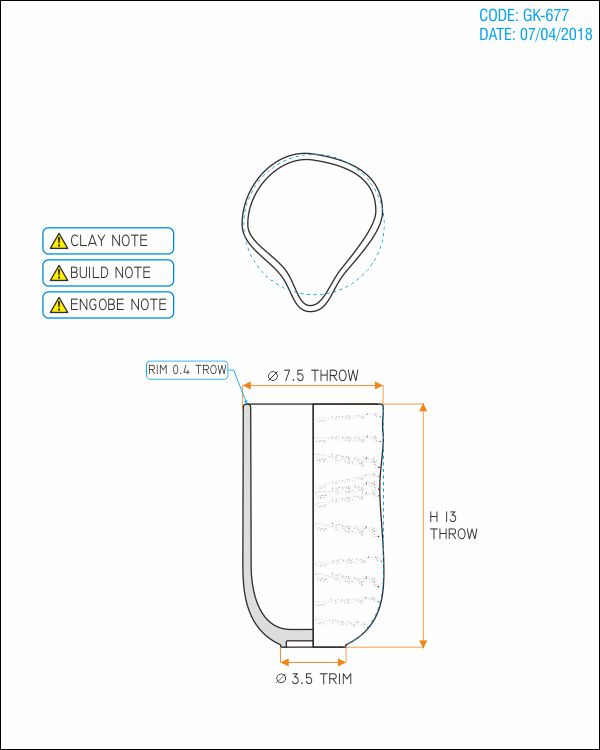 CODE: GK-677
DATE: 07/04/2018
CLAY NOTE
BUILD NOTE
ENGOBE NOTE
RIM 0.4 TROW
⌀ 7.5 THROW
H 13
THROW
⌀ 3.5 TRIM